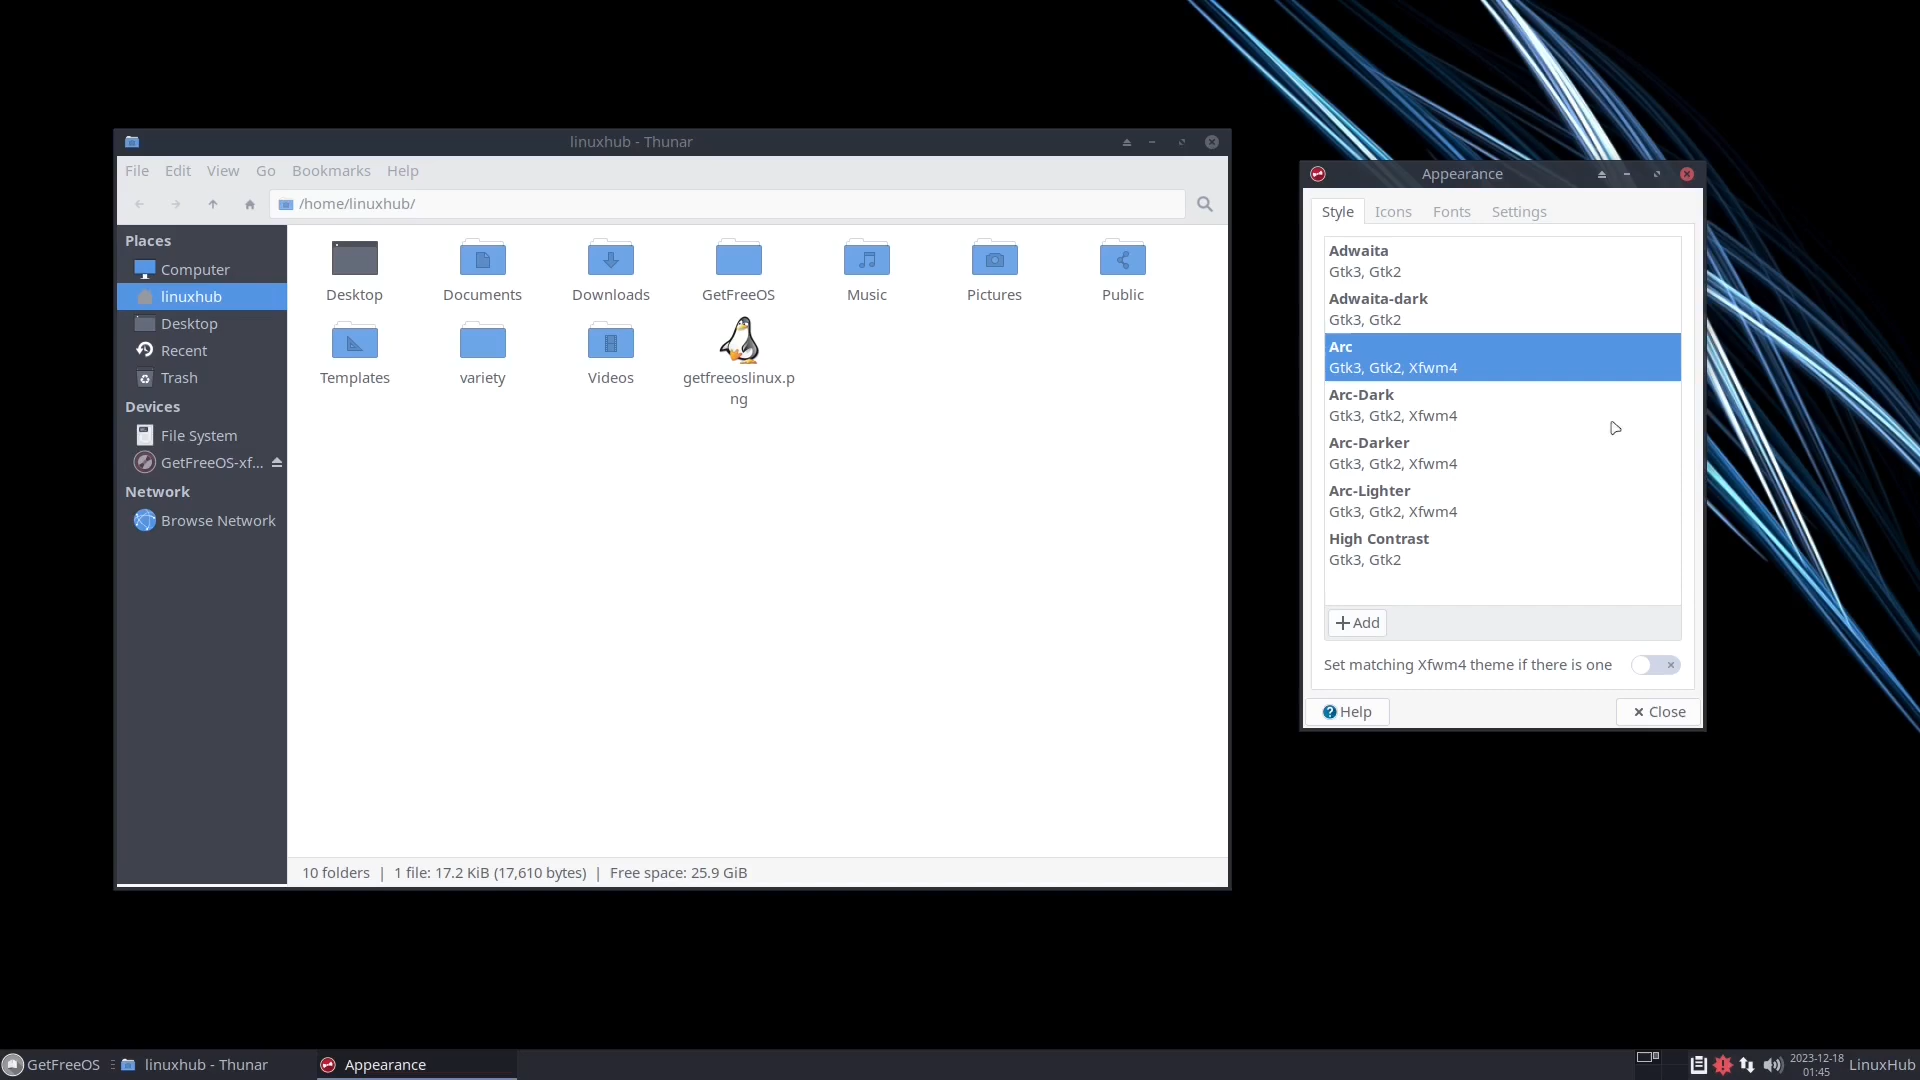 linuxhub - Thunar
File Edit View Go Bookmarks Help
/home/linuxhub/
Places
Computer
linuxhub
Desktop
Recent
Trash
Devices
File System
GetFreeOS-xf...
Network
Browse Network
Desktop Documents Downloads GetFreeOS Music Pictures Public
Templates variety Videos getfreeoslinux.p
ng
10 folders | 1 file: 17.2 KiB (17,610 bytes) | Free space: 25.9 GiB
Appearance
Style Icons Fonts Settings
Adwaita
Gtk3, Gtk2
Adwaita-dark
Gtk3, Gtk2
Arc
Gtk3, Gtk2, Xfwm4
Arc-Dark
Gtk3, Gtk2, Xfwm4
Arc-Darker
Gtk3, Gtk2, Xfwm4
Arc-Lighter
Gtk3, Gtk2, Xfwm4
High Contrast
Gtk3, Gtk2
Add
Set matching Xfwm4 theme if there is one
Help Close
GetFreeOS linuxhub - Thunar Appearance 2023-12-18
01:45
LinuxHub